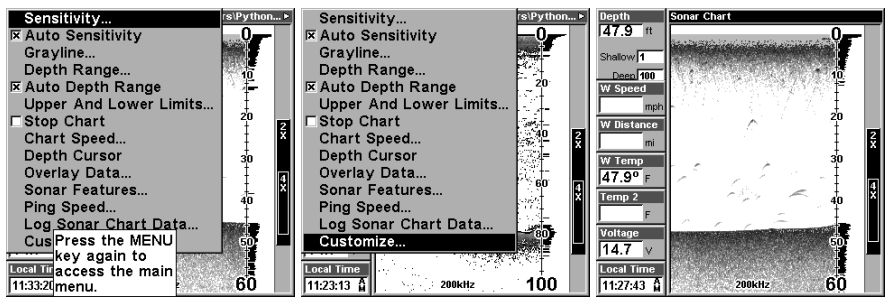 rs\Python...
Sensitivity...
Auto Sensitivity
Grayline...
Depth Range...
Auto Depth Range
Upper And Lower Limits...
Stop Chart
Chart Speed...
Depth Cursor
Overlay Data...
Sonar Features...
Ping Speed...
Log Sonar Chart Data...
Cus
Press the MENU
key again to
access the main
menu.
Local Ti
11:33:20
0
10
20
30
40
50
60
2X
4X
rs\Python...
Sensitivity...
Auto Sensitivity
Grayline...
Depth Range...
Auto Depth Range
Upper And Lower Limits...
Stop Chart
Chart Speed...
Depth Cursor
Overlay Data...
Sonar Features...
Ping Speed...
Log Sonar Chart Data...
Customize...
Local Time
11:23:13 AM
200kHz
0
20
40
60
80
100
2X
4X
Depth
47.9 ft
Shallow 1
Deep 100
W Speed
mph
W Distance
mi
W Temp
47.9º F
Temp 2
F
Voltage
14.7 V
Local Time
11:27:43 AM
Sonar Chart
0
10
20
30
40
50
60
200kHz
2X
4X